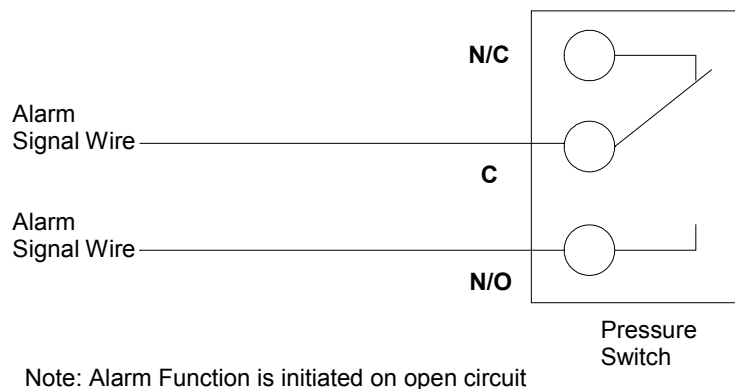 N/C
Alarm
Signal Wire
C
Alarm
Signal Wire
N/O
Pressure
Switch
Note: Alarm Function is initiated on open circuit